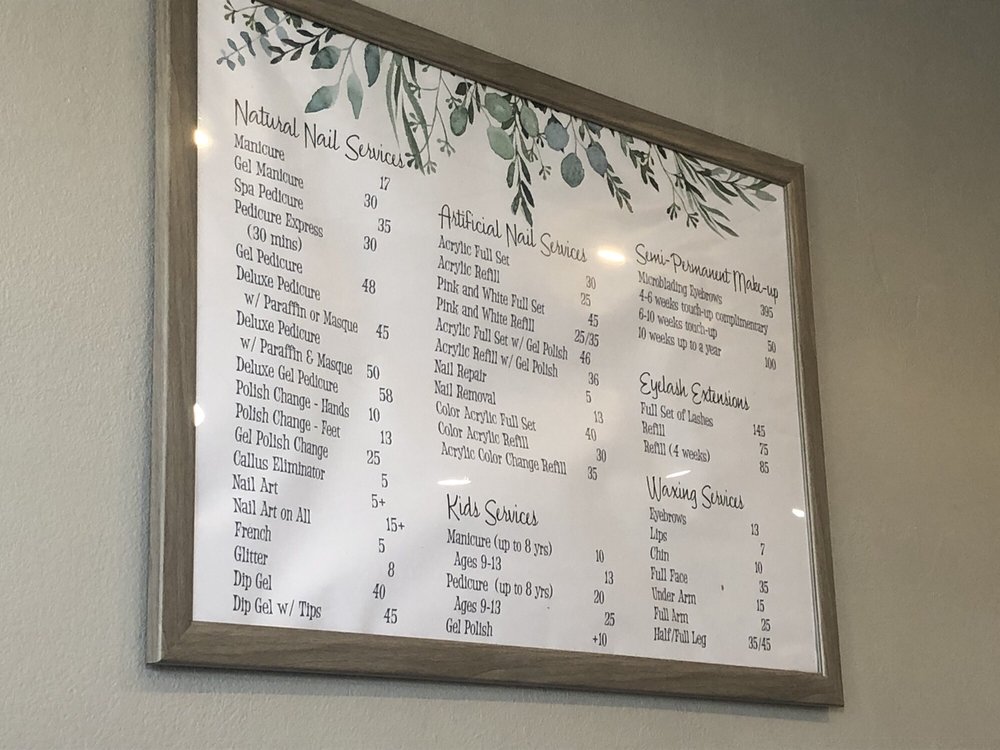 Natural Nail Services
Manicure 17
Gel Manicure 30
Spa Pedicure 35
Pedicure Express 30
(30 mins)
Gel Pedicure 48
Deluxe Pedicure
w/ Paraffin or Masque 45
Deluxe Pedicure
w/ Paraffin & Masque 50
Deluxe Gel Pedicure 58
Polish Change - Hands 10
Polish Change - Feet 13
Gel Polish Change 25
Callus Eliminator 5
Nail Art 5+
Nail Art on All 15+
French 5
Glitter 8
Dip Gel 40
Dip Gel w/ Tips 45
Artificial Nail Services
Acrylic Full Set 30
Acrylic Refill 25
Pink and White Full Set 45
Pink and White Refill 25/35
Acrylic Full Set w/ Gel Polish 46
Acrylic Refill w/ Gel Polish 36
Nail Repair 5
Nail Removal 13
Color Acrylic Full Set 40
Color Acrylic Refill 30
Acrylic Color Change Refill 35
Kids Services
Manicure (up to 8 yrs) 10
Ages 9-13 13
Pedicure (up to 8 yrs) 20
Ages 9-13 25
Gel Polish +10
Semi-Permanent Make-up
Microblading Eyebrows 395
4-6 weeks touch-up complimentary
6-10 weeks touch-up 50
10 weeks up to a year 100
Eyelash Extensions
Full Set of Lashes 145
Refill 75
Refill (4 weeks) 85
Waxing Services
Eyebrows 13
Lips 7
Chin 10
Full Face 35
Under Arm 15
Full Arm 25
Half/Full Leg 35/45